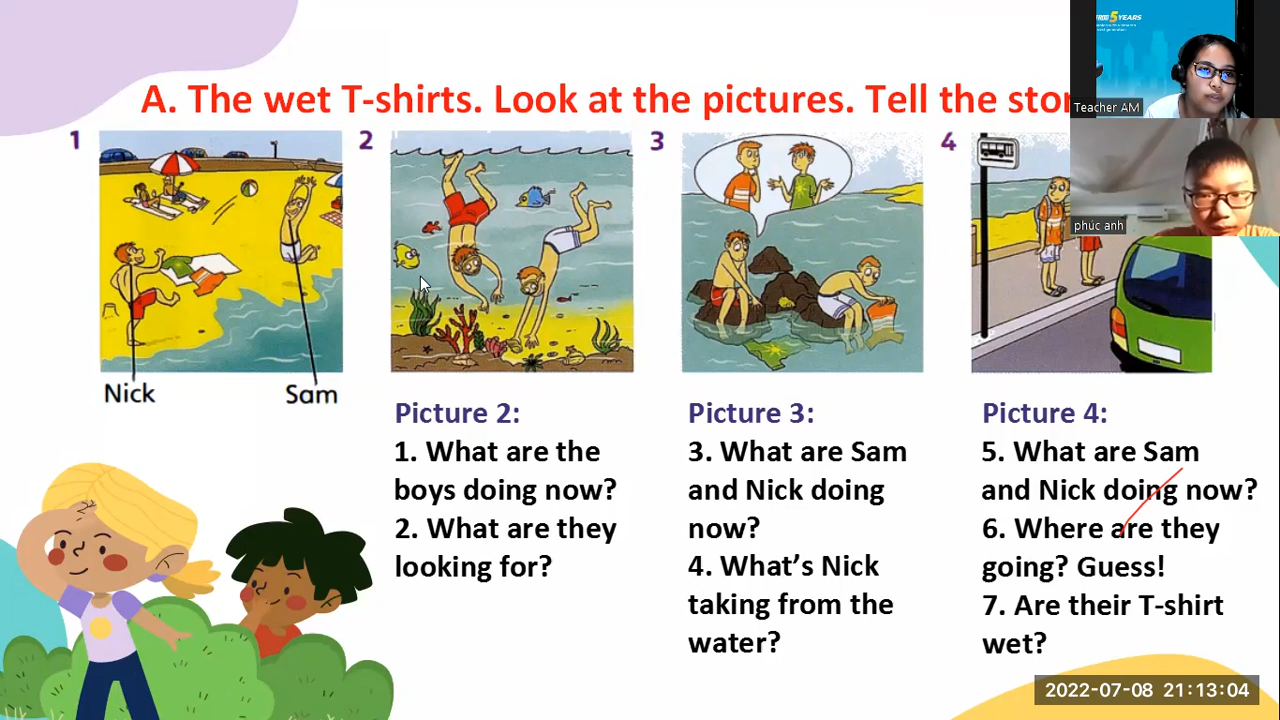 5 YEARS
A. The wet T-shirts. Look at the pictures. Tell the
Teacher AM
phúc anh
1
2
3
4
Nick
Sam
Picture 2:
1. What are the
boys doing now?
2. What are they
looking for?
Picture 3:
3. What are Sam
and Nick doing
now?
4. What’s Nick
taking from the
water?
Picture 4:
5. What are Sam
and Nick doing now?
6. Where are they
going? Guess!
7. Are their T-shirt
wet?
2022-07-08 21:13:04